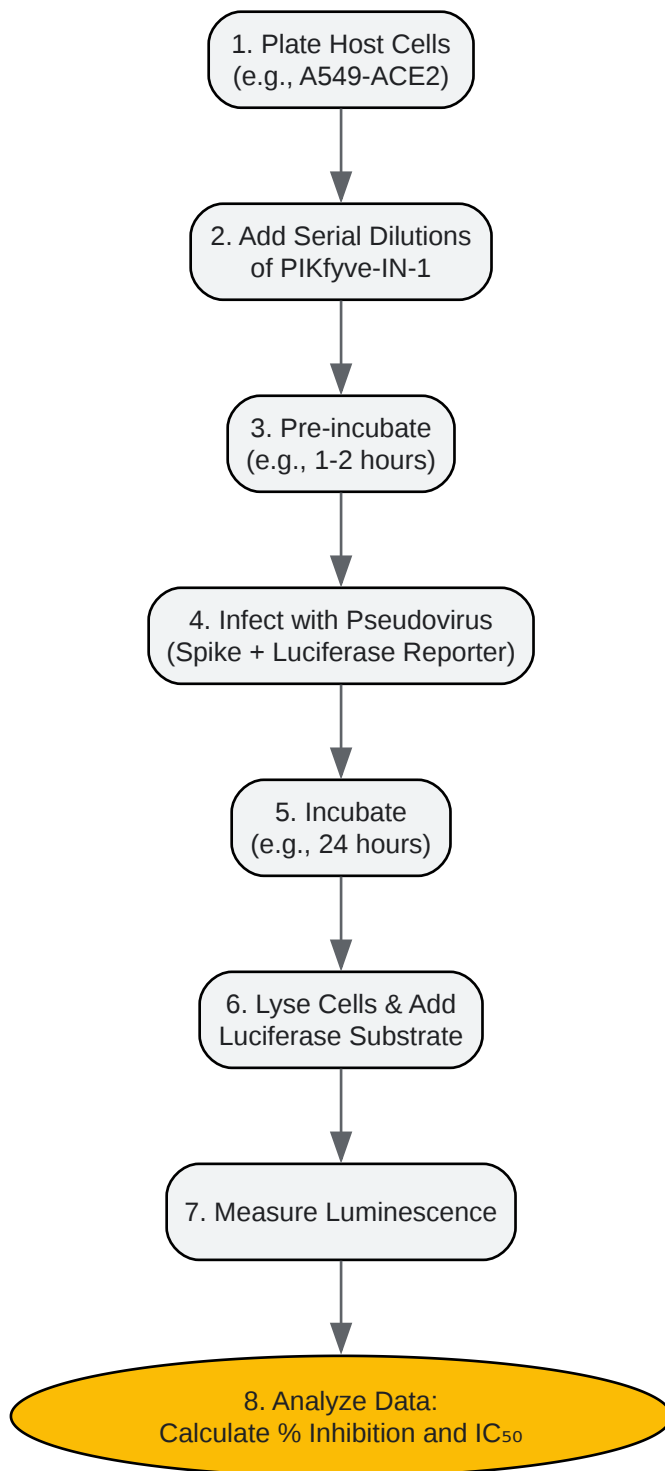 1. Plate Host Cells
(e.g., A549-ACE2)
2. Add Serial Dilutions
of PIKfyve-IN-1
3. Pre-incubate
(e.g., 1-2 hours)
4. Infect with Pseudovirus
(Spike + Luciferase Reporter)
5. Incubate
(e.g., 24 hours)
6. Lyse Cells & Add
Luciferase Substrate
7. Measure Luminescence
8. Analyze Data:
Calculate % Inhibition and IC₅₀